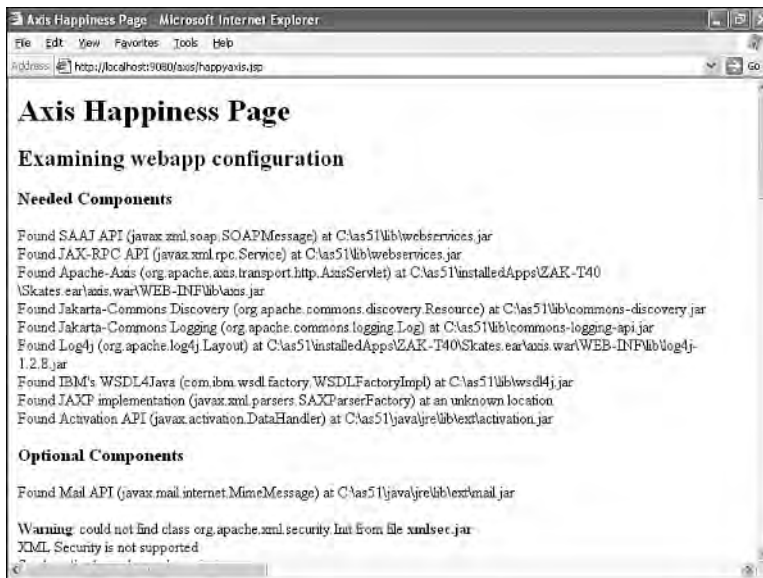 Axis Happiness Page - Microsoft Internet Explorer
File Edit View Favorites Tools Help
Address http://localhost:9080/axis/happyaxis.jsp Go
Axis Happiness Page
Examining webapp configuration
Needed Components
Found SAAJ API (javax.xml.soap.SOAPMessage) at C:\as51\lib\webservices.jar
Found JAX-RPC API (javax.xml.rpc.Service) at C:\as51\lib\webservices.jar
Found Apache-Axis (org.apache.axis.transport.http.AxisServlet) at C:\as51\installedApps\ZAK-T40
\Skates.ear\axis.war\WEB-INF\lib\axis.jar
Found Jakarta-Commons Discovery (org.apache.commons.discovery.Resource) at C:\as51\lib\commons-discovery.jar
Found Jakarta-Commons Logging (org.apache.commons.logging.Log) at C:\as51\lib\commons-logging-api.jar
Found Log4j (org.apache.log4j.Layout) at C:\as51\installedApps\ZAK-T40\Skates.ear\axis.war\WEB-INF\lib\log4j-
1.2.8.jar
Found IBM's WSDL4Java (com.ibm.wsdl.factory.WSDLFactoryImpl) at C:\as51\lib\wsdl4j.jar
Found JAXP implementation (javax.xml.parsers.SAXParserFactory) at an unknown location
Found Activation API (javax.activation.DataHandler) at C:\as51\java\jre\lib\ext\activation.jar
Optional Components
Found Mail API (javax.mail.internet.MimeMessage) at C:\as51\java\jre\lib\ext\mail.jar
Warning: could not find class org.apache.xml.security.Init from file xmlsec.jar
XML Security is not supported